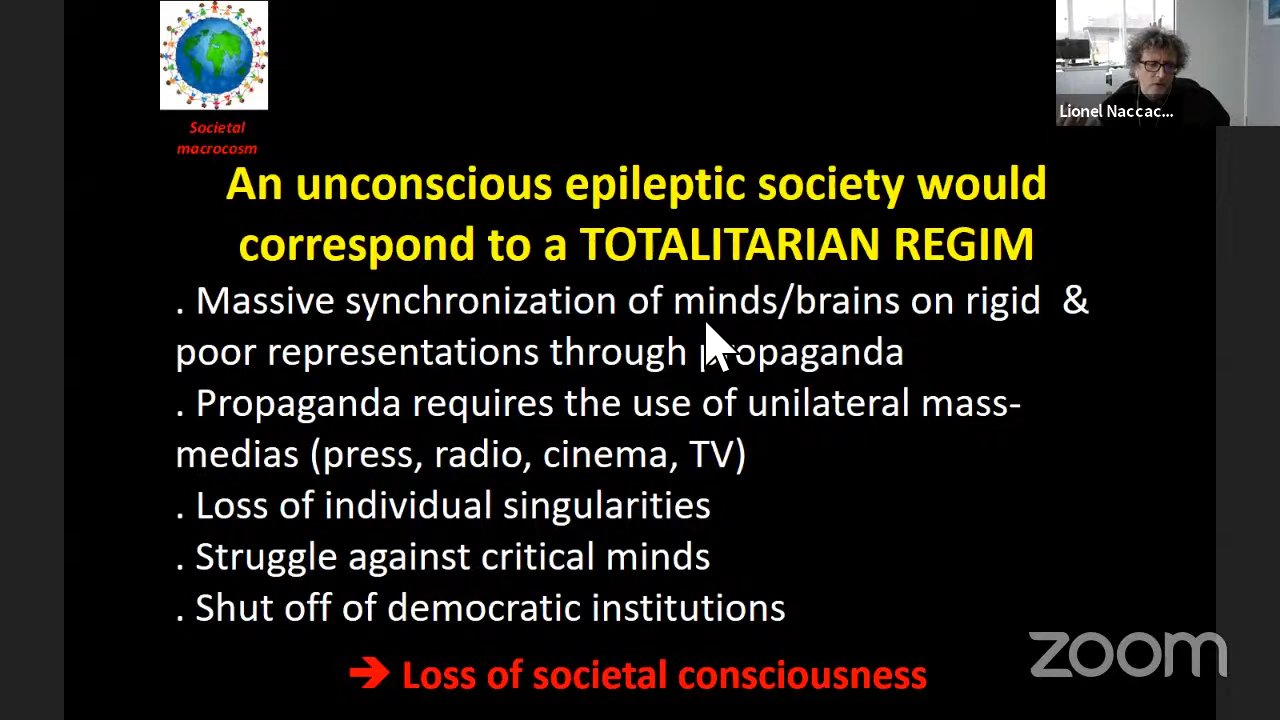 Societal
macrocosm
Lionel Naccac...
An unconscious epileptic society would
correspond to a TOTALITARIAN REGIM
. Massive synchronization of minds/brains on rigid &
poor representations through propaganda
. Propaganda requires the use of unilateral mass-
medias (press, radio, cinema, TV)
. Loss of individual singularities
. Struggle against critical minds
. Shut off of democratic institutions
➔ Loss of societal consciousness
zoom